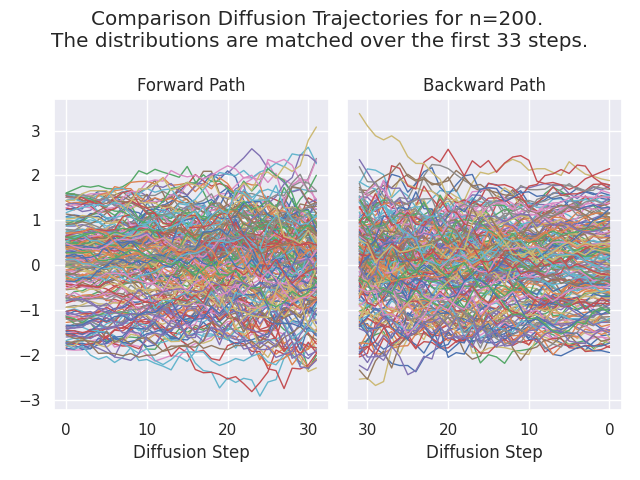 Comparison Diffusion Trajectories for n=200.
The distributions are matched over the first 33 steps.
Forward Path
Backward Path
3
2
1
0
−1
−2
−3
0 10 20 30
30 20 10 0
Diffusion Step
Diffusion Step